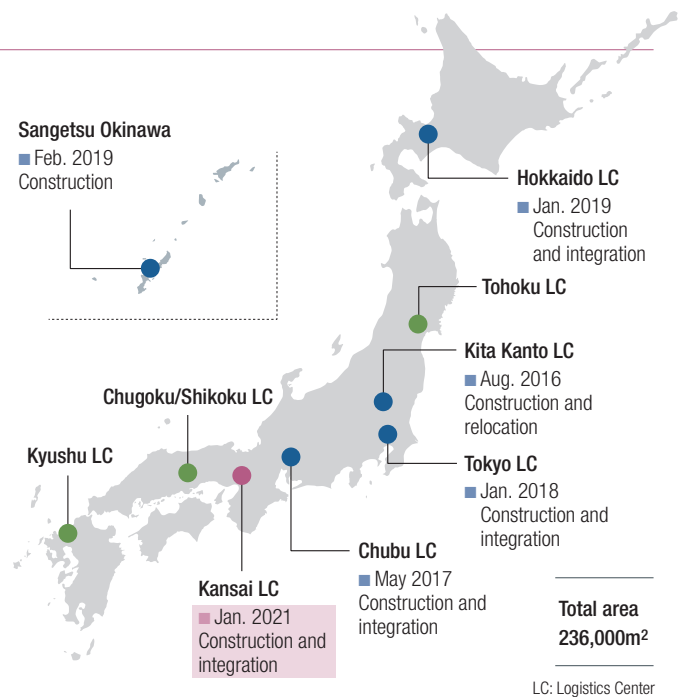 Sangetsu Okinawa
Feb. 2019
Construction
Hokkaido LC
Jan. 2019
Construction
and integration
Tohoku LC
Kita Kanto LC
Aug. 2016
Construction and
relocation
Chugoku/Shikoku LC
Kyushu LC
Tokyo LC
Jan. 2018
Construction and
integration
Chubu LC
May 2017
Construction and
integration
Kansai LC
Jan. 2021
Construction and
integration
Total area
236,000m²
LC: Logistics Center